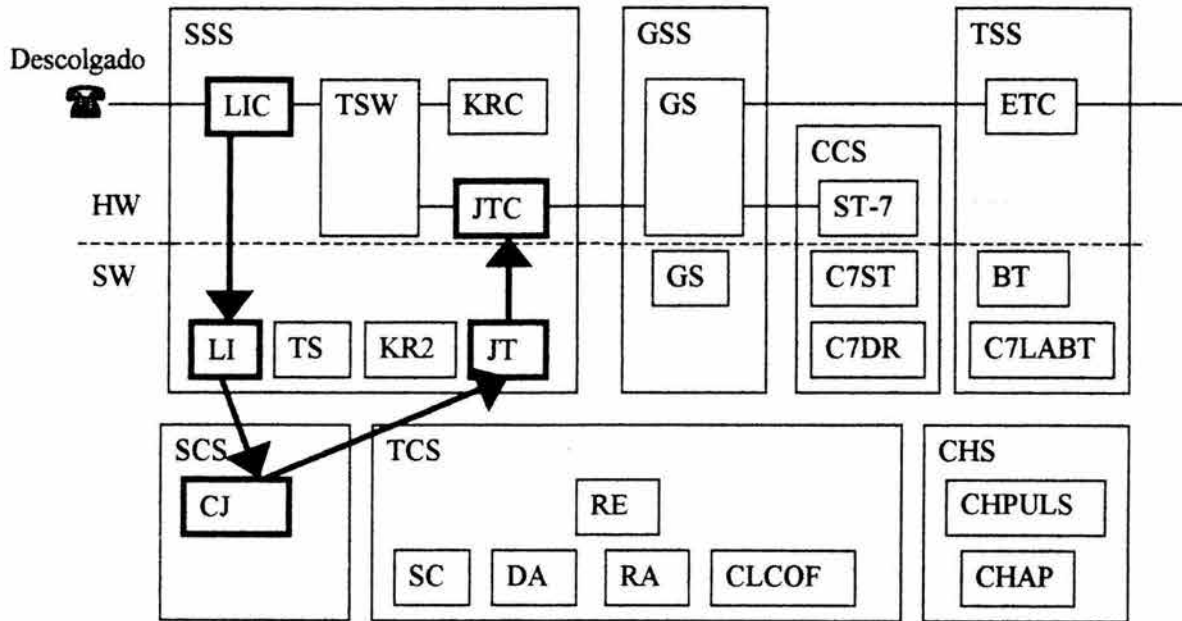 SSS
GSS
TSS
Descolgado
LIC
TSW
KRC
GS
ETC
CCS
HW
JTC
ST-7
SW
GS
C7ST
BT
LI
TS
KR2
JT
C7DR
C7LABT
SCS
TCS
CHS
CJ
RE
CHPULS
SC
DA
RA
CLCOF
CHAP